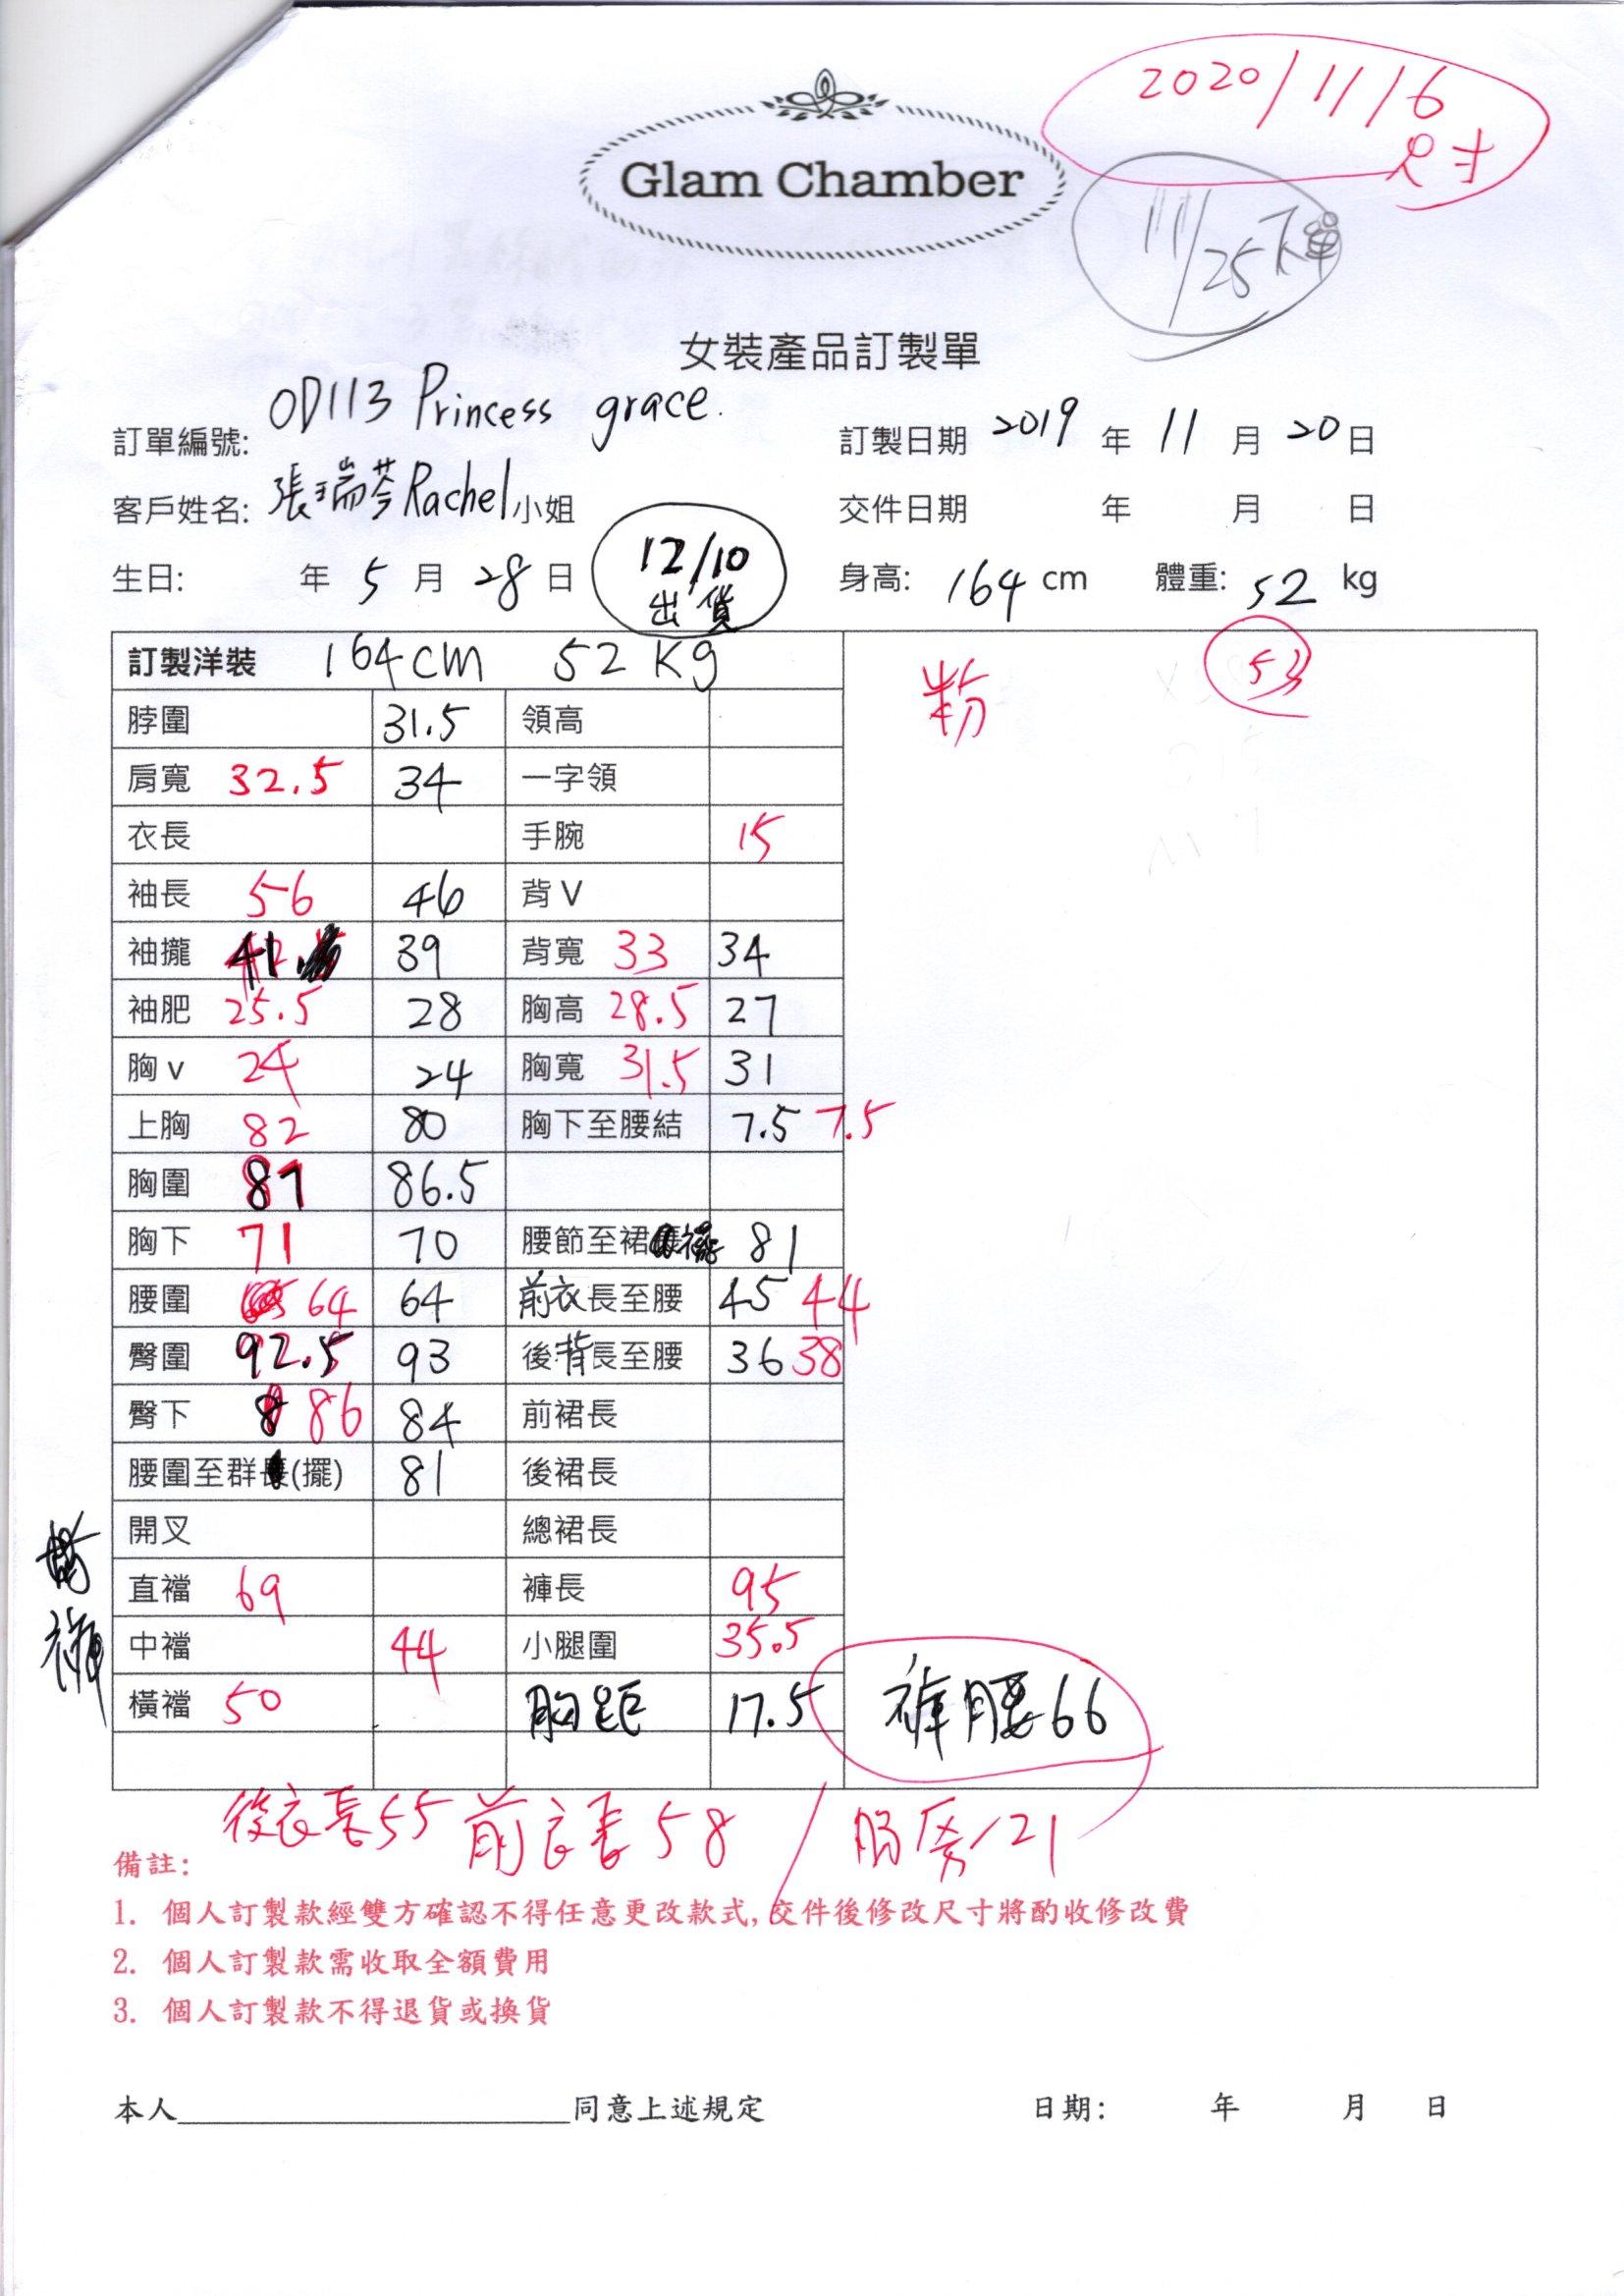 2020/11/6
尺寸
Glam Chamber
11/25下單
女裝產品訂製單
訂單編號: OD113 Princess grace. 訂製日期 2019 年 11 月 20 日
客戶姓名: 張瑞芩 Rachel 小姐 交件日期 年 月 日
生日: 年 5 月 28 日 12/10 出貨 身高: 164 cm 體重: 52 kg
訂製洋裝 164cm 52Kg 粉 53
脖圍 31.5 領高
肩寬 32.5 34 一字領
衣長 手腕 15
袖長 56 46 背V
袖攏 41 39 背寬 33 34
袖肥 25.5 28 胸高 28.5 27
胸v 24 24 胸寬 31.5 31
上胸 82 80 胸下至腰結 7.5 7.5
胸圍 87 86.5
胸下 71 70 腰節至裙襬 81
腰圍 64 64 前衣長至腰 45 44
臀圍 92.5 93 後背長至腰 36 38
臀下 86 84 前裙長
腰圍至群(擺) 81 後裙長
開叉 總裙長
直襠 69 褲長 95
褲
中襠 44 小腿圍 35.5
橫襠 50 胸距 17.5 褲腰66
後衣長55 前衣長58 / 21
備註:
1. 個人訂製款經雙方確認不得任意更改款式,交件後修改尺寸將酌收修改費
2. 個人訂製款需收取全額費用
3. 個人訂製款不得退貨或換貨
本人____________________同意上述規定 日期: 年 月 日